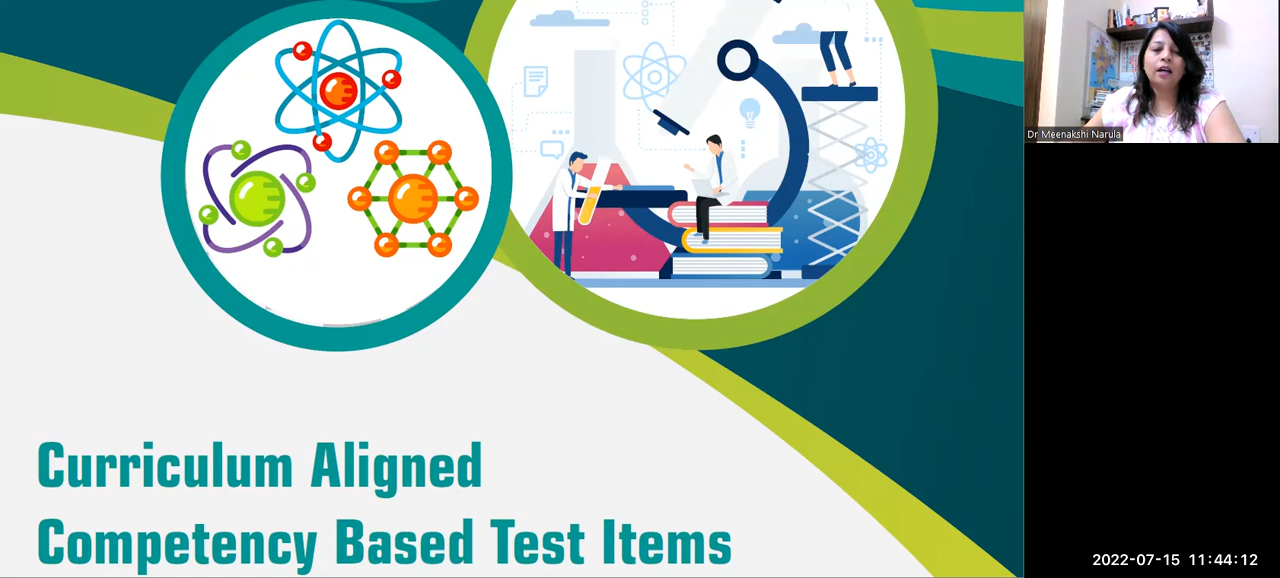 Dr Meenakshi Narula
Curriculum Aligned
Competency Based Test Items
2022-07-15 11:44:12